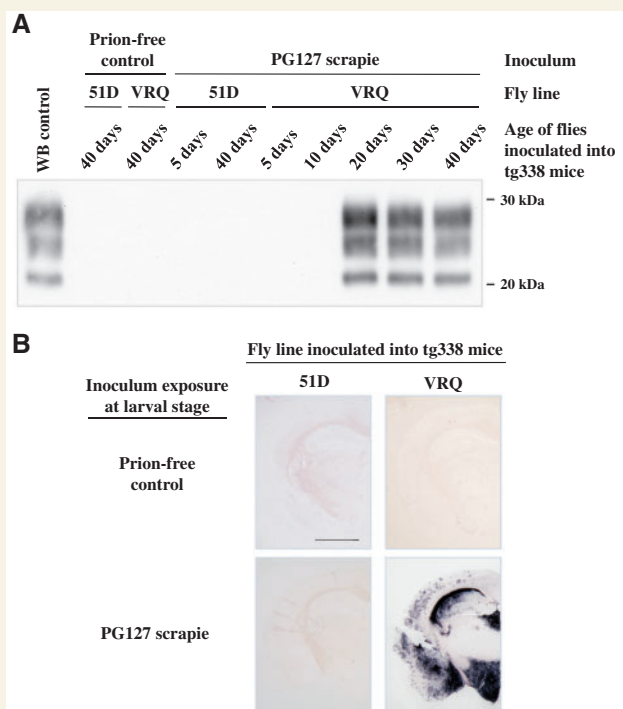 A
Prion-free
control
PG127 scrapie
Inoculum
51D
VRQ
51D
VRQ
Fly line
WB control
40 days
40 days
5 days
40 days
5 days
10 days
20 days
30 days
40 days
Age of flies
inoculated into
tg338 mice
30 kDa
20 kDa
B
Fly line inoculated into tg338 mice
Inoculum exposure
at larval stage
51D
VRQ
Prion-free
control
PG127 scrapie